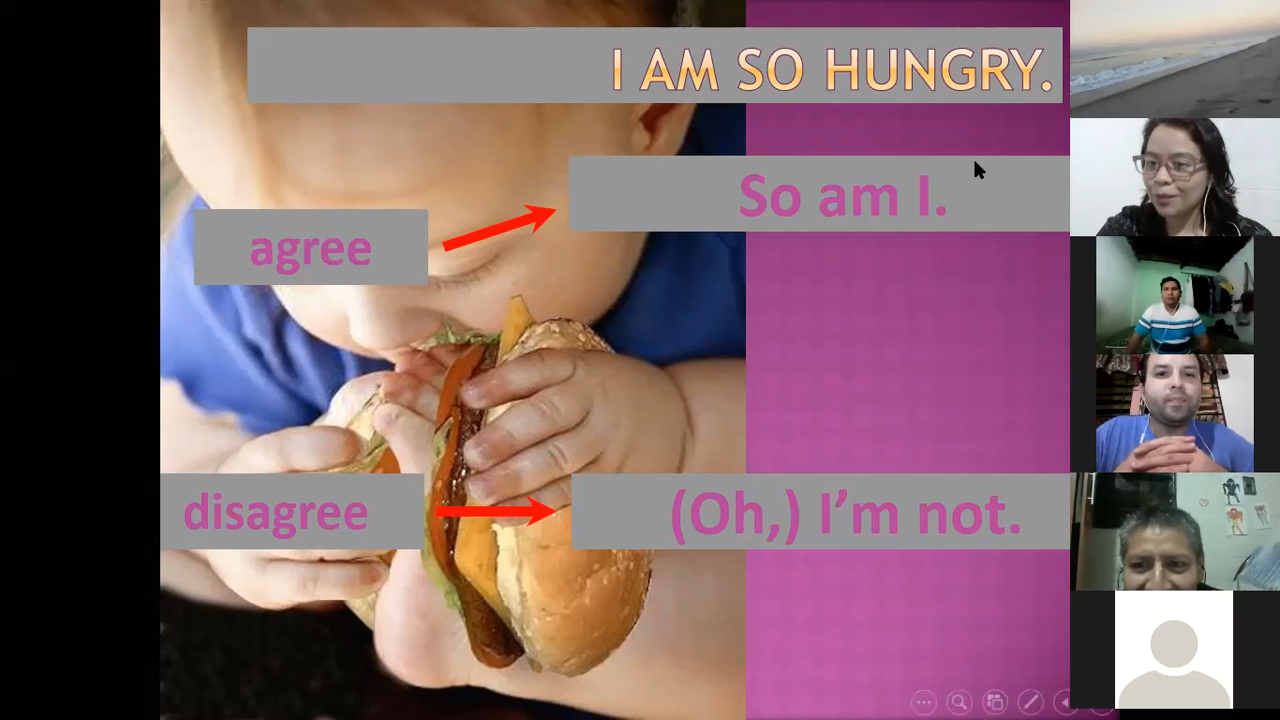 I AM SO HUNGRY.
So am I.
agree
disagree
(Oh,) I’m not.